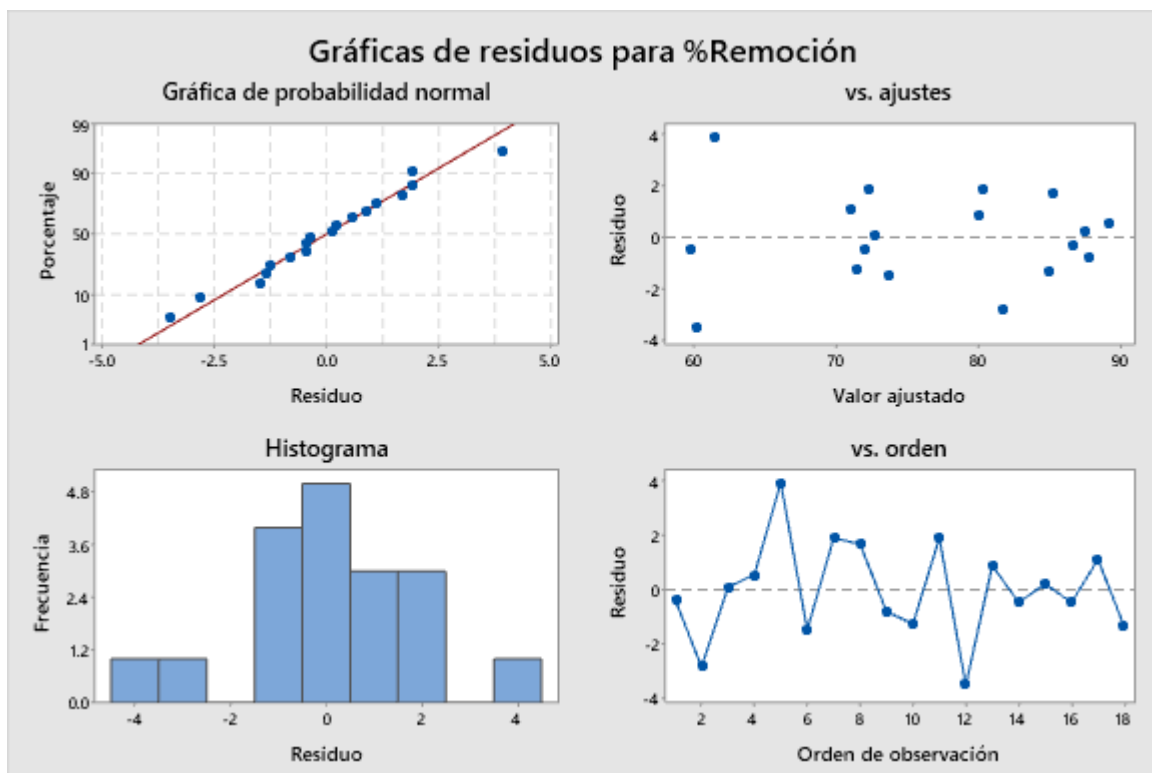 Gráficas de residuos para %Remoción
Gráfica de probabilidad normal
99
90
50
10
1
Porcentaje
-5.0 -2.5 0.0 2.5 5.0
Residuo
vs. ajustes
4
2
0
-2
-4
Residuo
60 70 80 90
Valor ajustado
Histograma
4.8
3.6
2.4
1.2
0.0
Frecuencia
-4 -2 0 2 4
Residuo
vs. orden
4
2
0
-2
-4
Residuo
2 4 6 8 10 12 14 16 18
Orden de observación